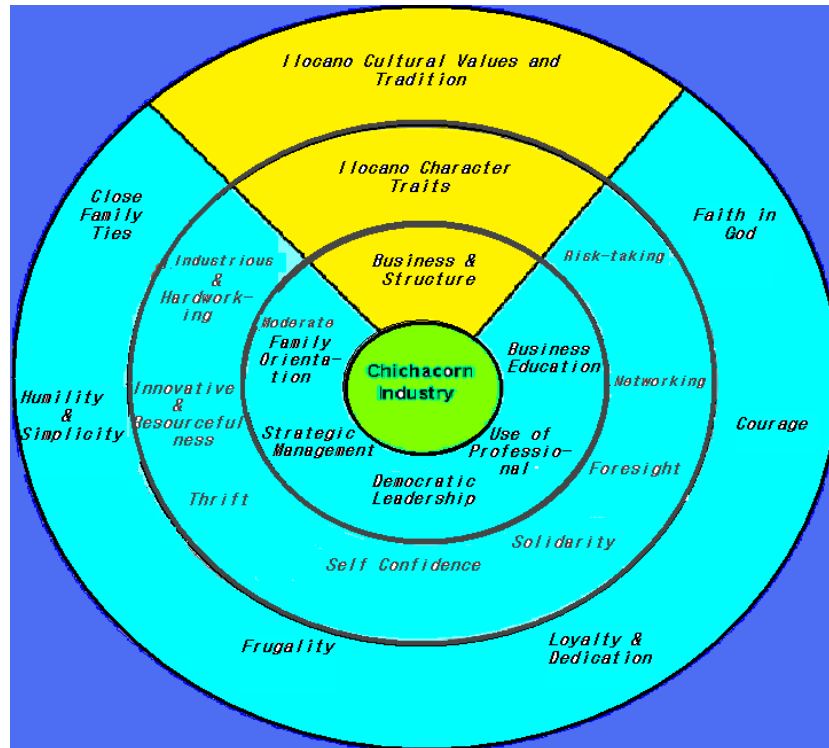 Ilocano Cultural Values and
Tradition
Ilocano Character
Traits
Business &
Structure
Chichacorn
Industry
Close
Family
Ties
Faith in
God
Industrious
&
Hardwork-
ing
Risk-taking
Moderate
Family
Orienta-
tion
Business
Education
Humility
&
Simplicity
Innovative
&
Resourceful
ness
Networking
Courage
Strategic
Management
Use of
Profession-
al
Democratic
Leadership
Foresight
Thrift
Solidarity
Self Confidence
Frugality
Loyalty &
Dedication